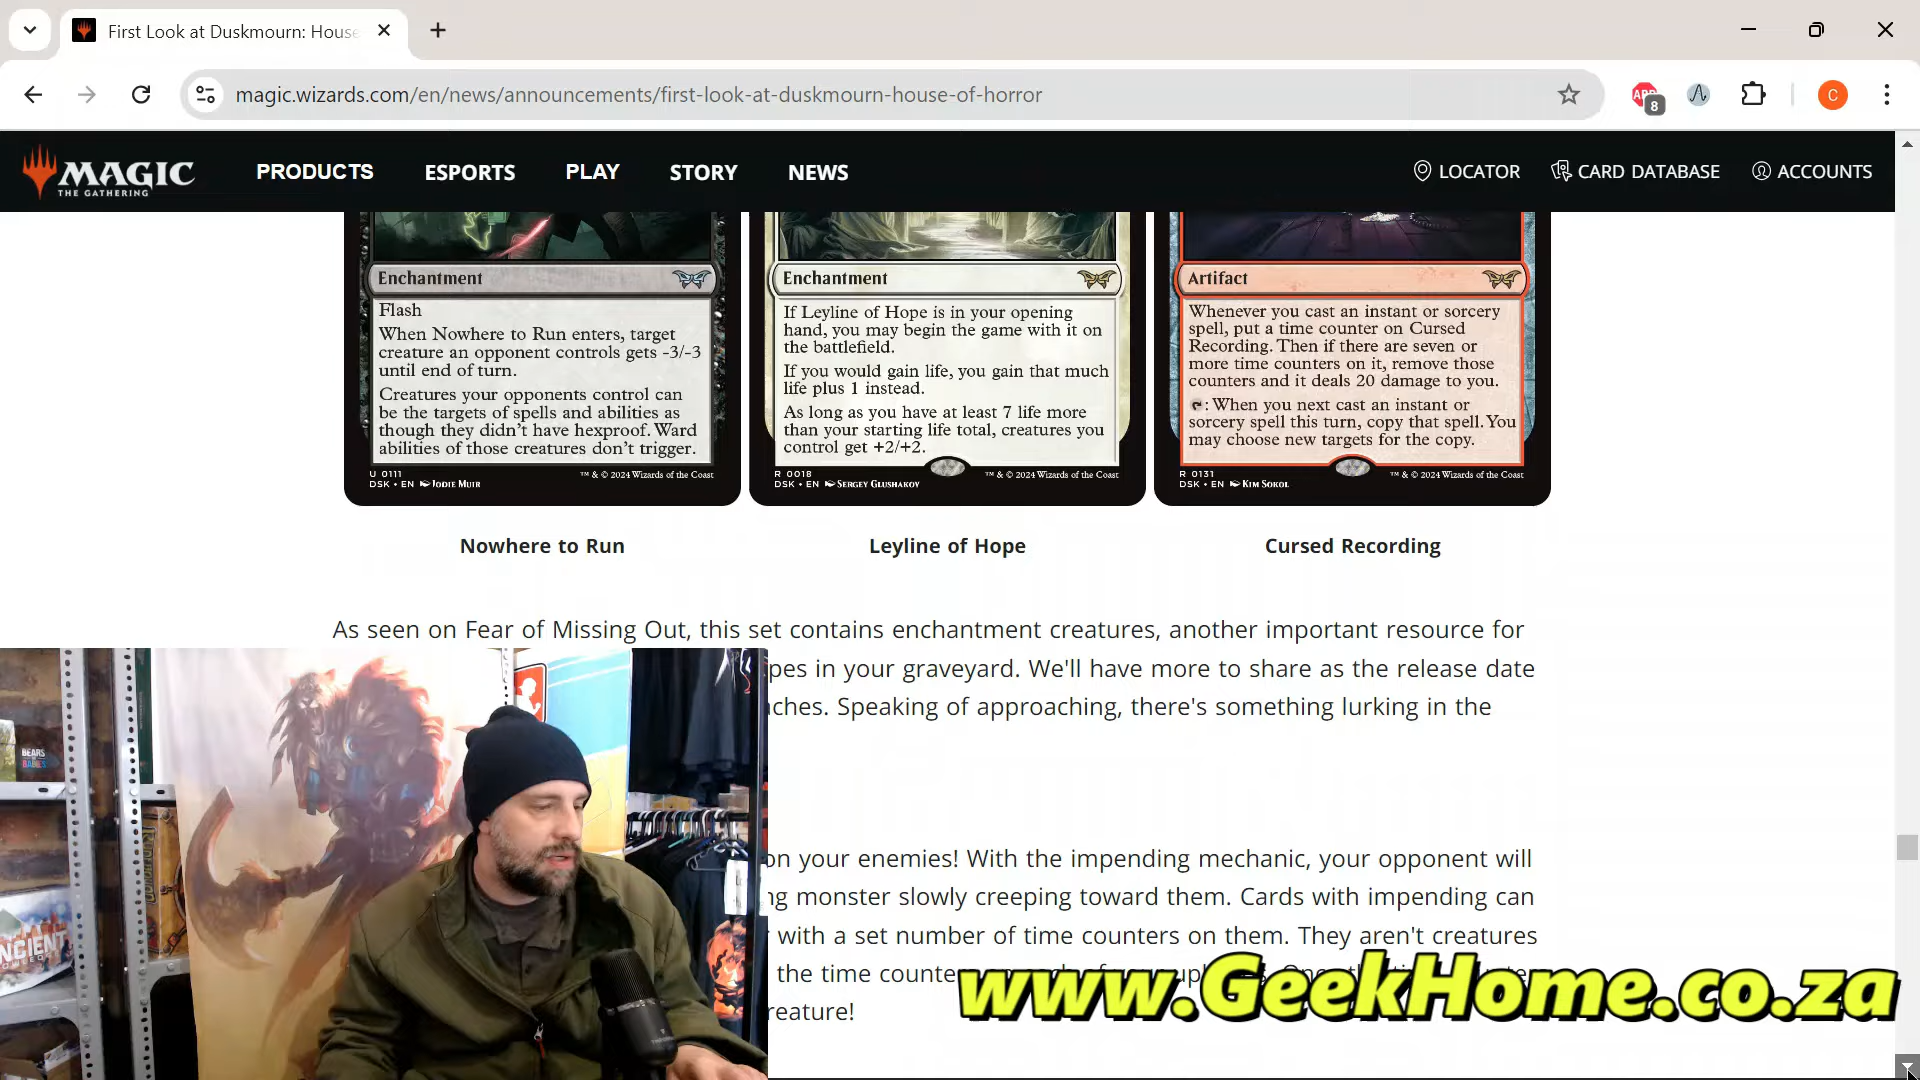 First Look at Duskmourn: House
magic.wizards.com/en/news/announcements/first-look-at-duskmourn-house-of-horror
8
C
MAGIC
THE GATHERING
PRODUCTS
ESPORTS
PLAY
STORY
NEWS
LOCATOR
CARD DATABASE
ACCOUNTS
Enchantment
Flash
When Nowhere to Run enters, target
creature an opponent controls gets -3/-3
until end of turn.
Creatures your opponents control can
be the targets of spells and abilities as
though they didn't have hexproof. Ward
abilities of those creatures don't trigger.
U 0111
DSK • EN JODIE MUIR
™ & © 2024 Wizards of the Coast
Enchantment
If Leyline of Hope is in your opening
hand, you may begin the game with it on
the battlefield.
If you would gain life, you gain that much
life plus 1 instead.
As long as you have at least 7 life more
than your starting life total, creatures you
control get +2/+2.
R 0018
DSK • EN SERGEY GLUSHAKOV
™ & © 2024 Wizards of the Coast
Artifact
Whenever you cast an instant or sorcery
spell, put a time counter on Cursed
Recording. Then if there are seven or
more time counters on it, remove those
counters and it deals 20 damage to you.
: When you next cast an instant or
sorcery spell this turn, copy that spell. You
may choose new targets for the copy.
R 0131
DSK • EN KIM SOKOL
™ & © 2024 Wizards of the Coast
Nowhere to Run
Leyline of Hope
Cursed Recording
As seen on Fear of Missing Out, this set contains enchantment creatures, another important resource for
pes in your graveyard. We'll have more to share as the release date
ches. Speaking of approaching, there's something lurking in the
on your enemies! With the impending mechanic, your opponent will
ng monster slowly creeping toward them. Cards with impending can
with a set number of time counters on them. They aren't creatures
the time counte
reature!
www.GeekHome.co.za
BEARS
BABIES
NCIENT